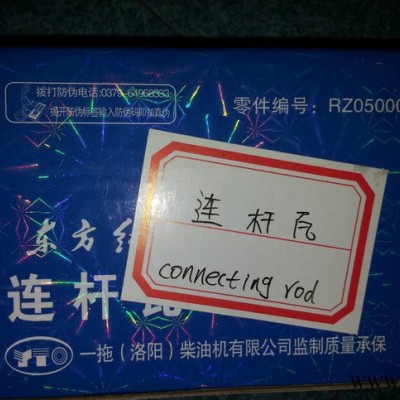 拨打防伪电话:0379-64968333
揭开防伪标签输入防伪码即知真伪
零件编号：RZ05000
连杆瓦
connecting rod
东方红
连杆瓦
YTO
一拖（洛阳）柴油机有限公司监制质量承保